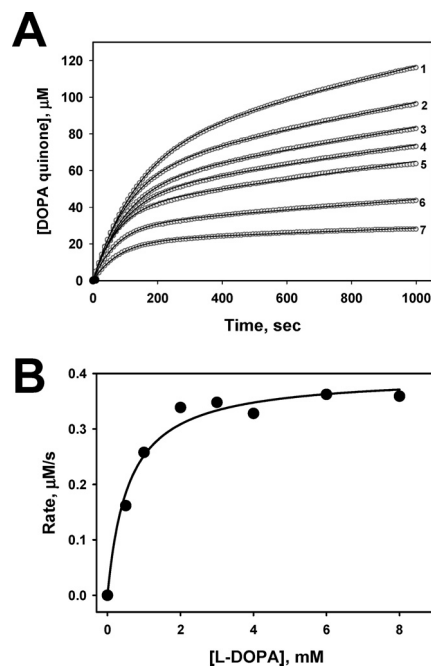 A
[DOPA quinone], μM
120
100
80
60
40
20
0
1
2
3
4
5
6
7
0 200 400 600 800 1000
Time, sec
B
Rate, μM/s
0.4
0.3
0.2
0.1
0.0
0 2 4 6 8
[L-DOPA], mM